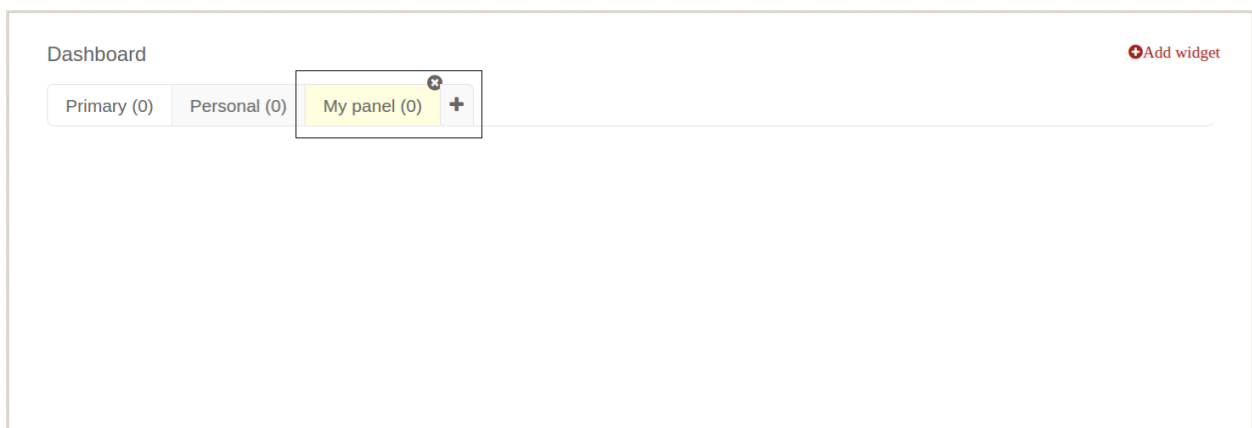 Dashboard
Add widget
Primary (0)
Personal (0)
My panel (0)